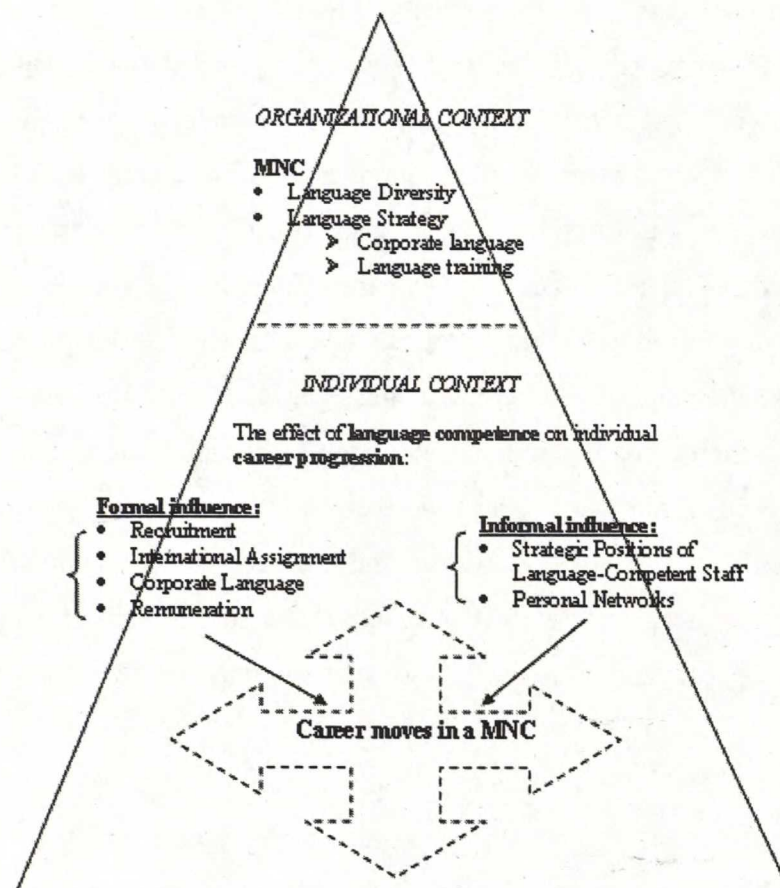 ORGANIZATIONAL CONTEXT
MNC
• Language Diversity
• Language Strategy
➢ Corporate language
➢ Language training
INDIVIDUAL CONTEXT
The effect of language competence on individual
career progression:
Formal influence:
• Recruitment
• International Assignment
• Corporate Language
• Remuneration
Informal influence:
• Strategic Positions of
Language-Competent Staff
• Personal Networks
Career moves in a MNC